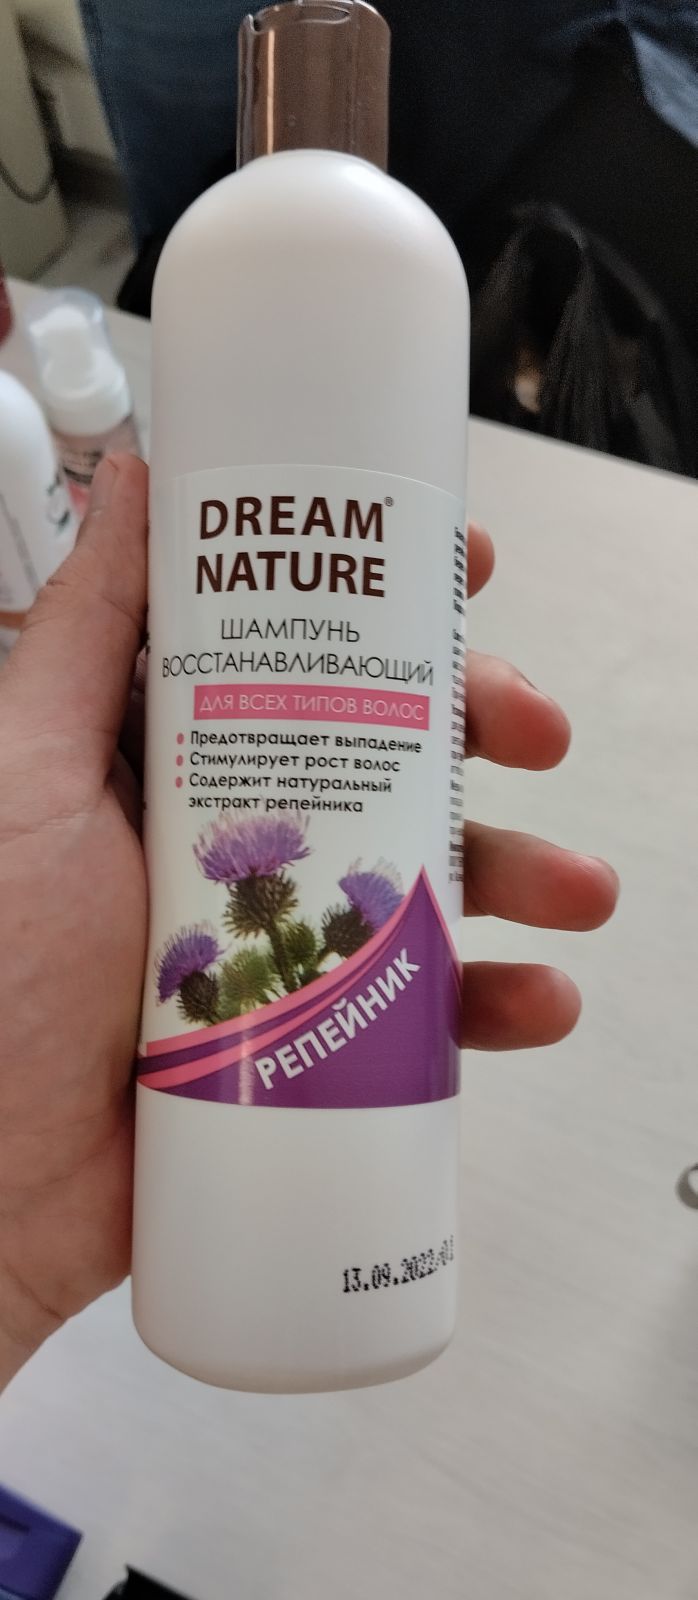 DREAM®
NATURE
ШАМПУНЬ
ВОССТАНАВЛИВАЮЩИЙ
ДЛЯ ВСЕХ ТИПОВ ВОЛОС
• Предотвращает выпадение
• Стимулирует рост волос
• Содержит натуральный
экстракт репейника
РЕПЕЙНИК
13.09.2022/01